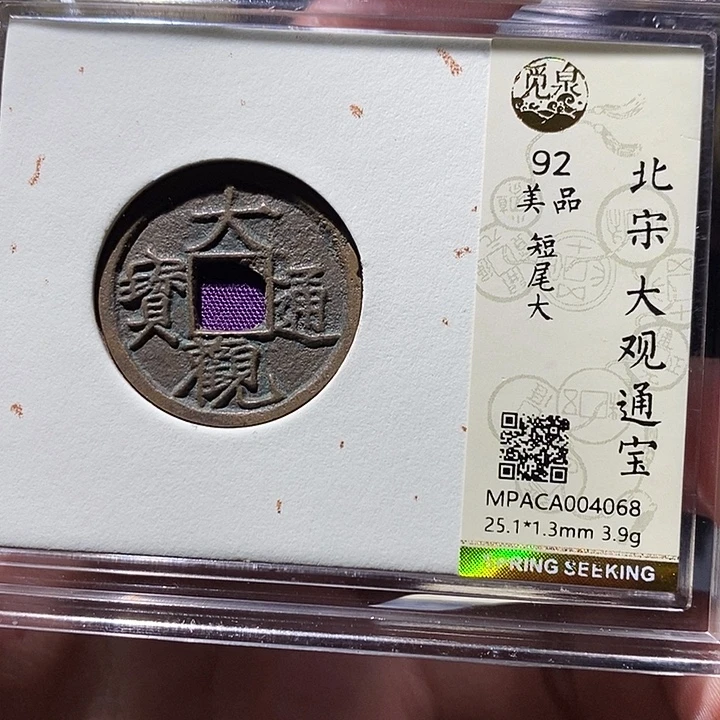 大觀通寶
觅泉
92
美品
短尾大
北宋 大观通宝
MPACA004068
25.1*1.3mm 3.9g
SPRING SEEKING